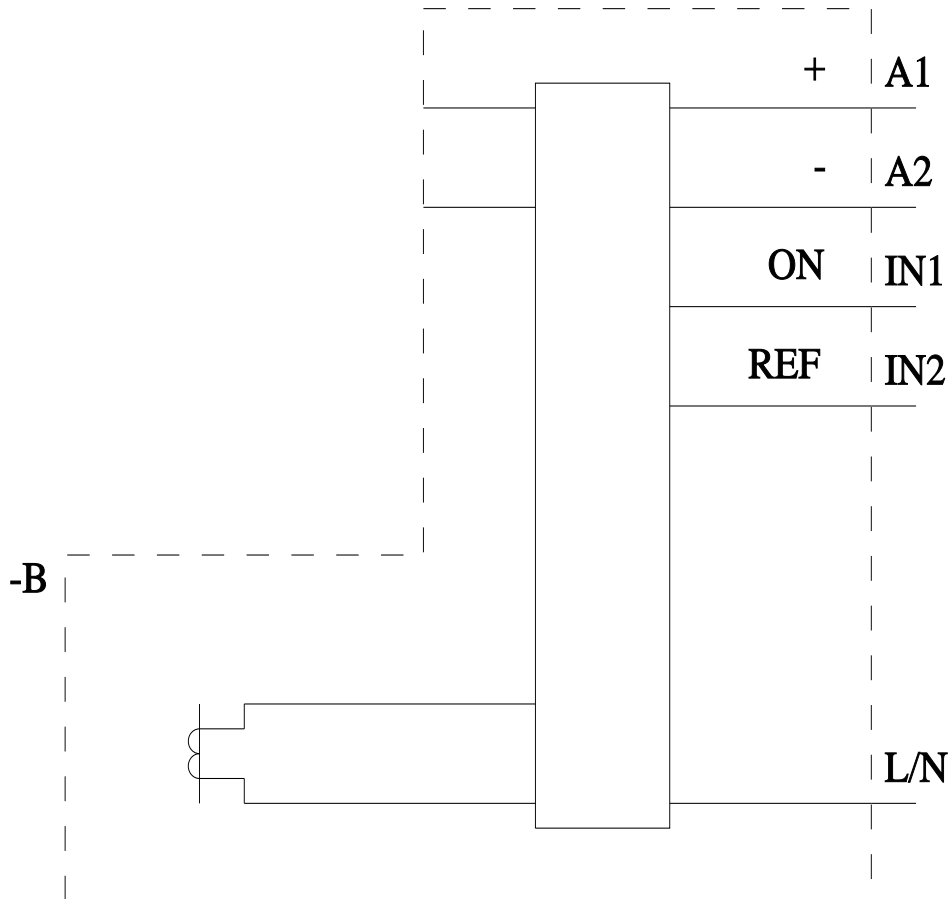 + A1
- A2
ON IN1
REF IN2
-B
L/N